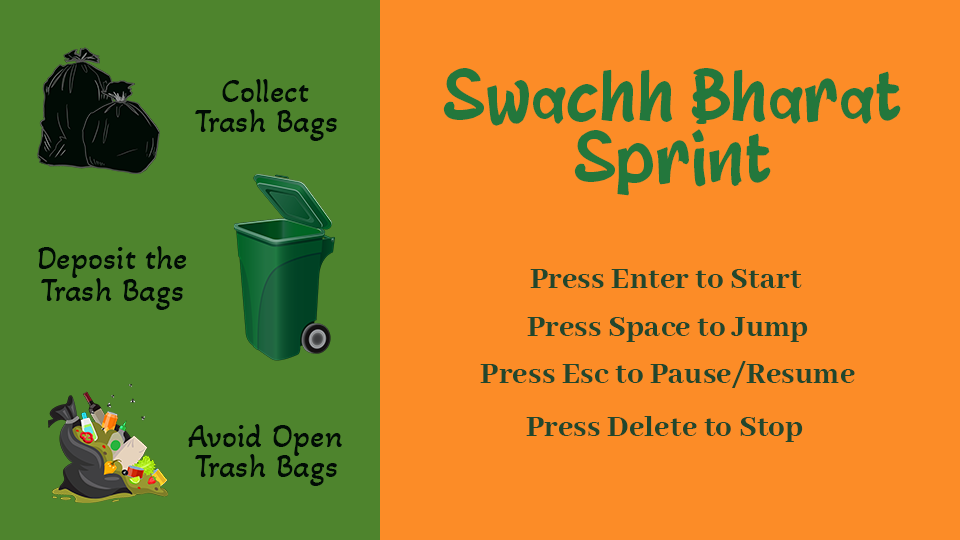 Collect
Trash Bags
Deposit the
Trash Bags
Avoid Open
Trash Bags
Swachh Bharat
Sprint
Press Enter to Start
Press Space to Jump
Press Esc to Pause/Resume
Press Delete to Stop